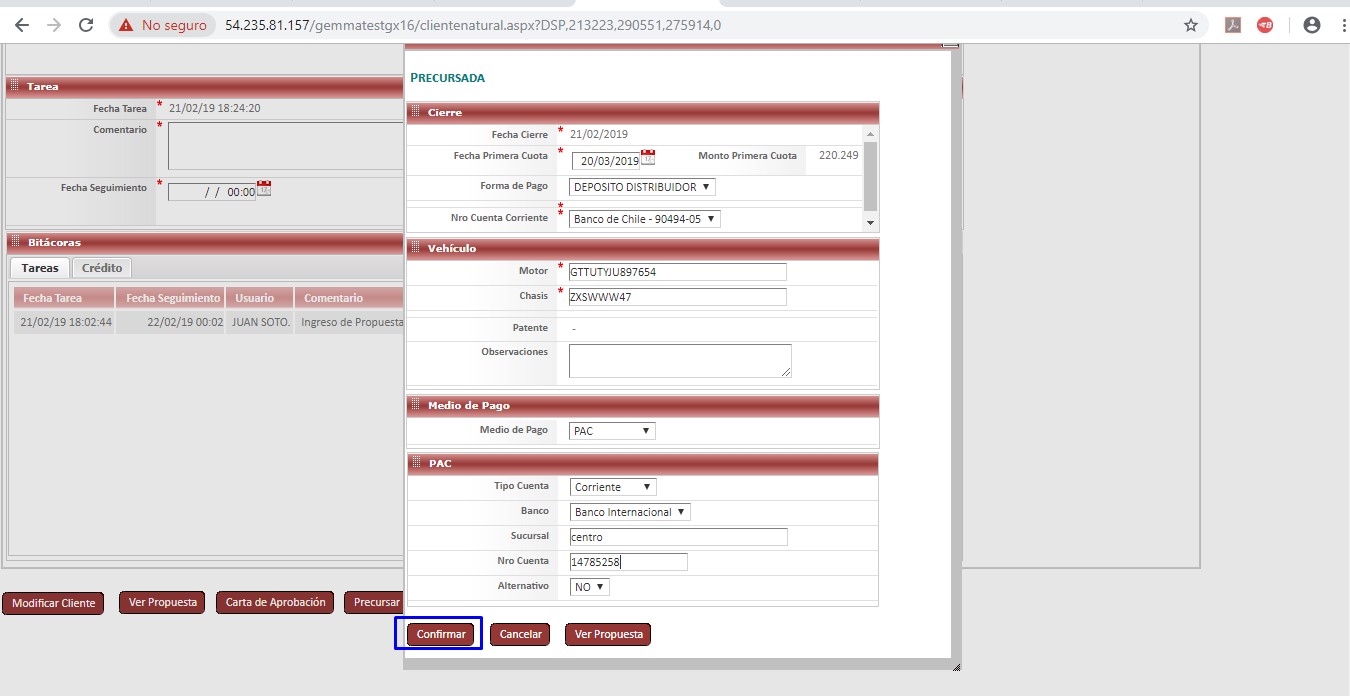 No seguro 54.235.81.157/gemmatestgx16/clientenatural.aspx?DSP,213223,290551,275914,0
Tarea
Fecha Tarea * 21/02/19 18:24:20
Comentario *
Fecha Seguimiento * / / 00:00
Bitácoras
Tareas Crédito
Fecha Tarea Fecha Seguimiento Usuario Comentario
21/02/19 18:02:44 22/02/19 00:02 JUAN SOTO. Ingreso de Propuesta
Modificar Cliente Ver Propuesta Carta de Aprobación Precursar
PRECURSADA
Cierre
Fecha Cierre * 21/02/2019
Fecha Primera Cuota * 20/03/2019 Monto Primera Cuota 220.249
Forma de Pago DEPOSITO DISTRIBUIDOR
*
Nro Cuenta Corriente * Banco de Chile - 90494-05
Vehículo
Motor * GTTUTYJU897654
Chasis * ZXSWWW47
Patente -
Observaciones
Medio de Pago
Medio de Pago PAC
PAC
Tipo Cuenta Corriente
Banco Banco Internacional
Sucursal centro
Nro Cuenta 14785258
Alternativo NO
Confirmar Cancelar Ver Propuesta